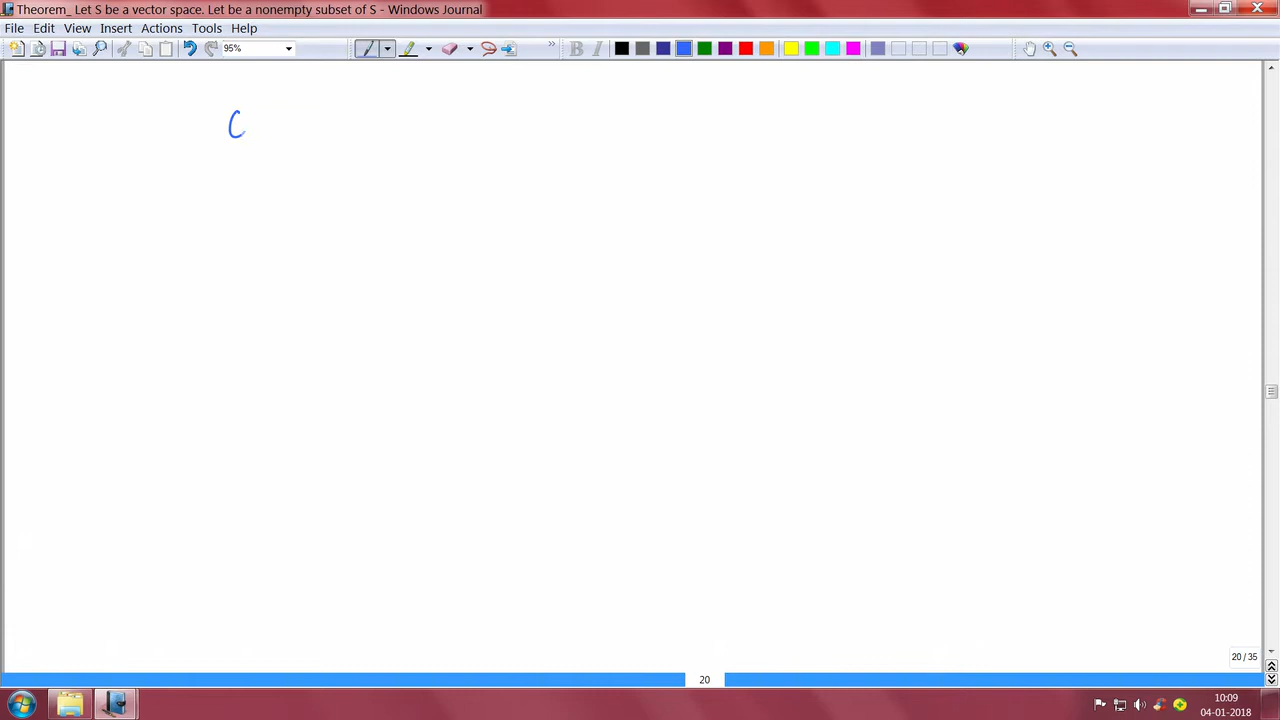 Theorem_ Let S be a vector space. Let be a nonempty subset of S - Windows Journal
File Edit View Insert Actions Tools Help
95% » B I
C
20 / 35
20
10:09
04-01-2018